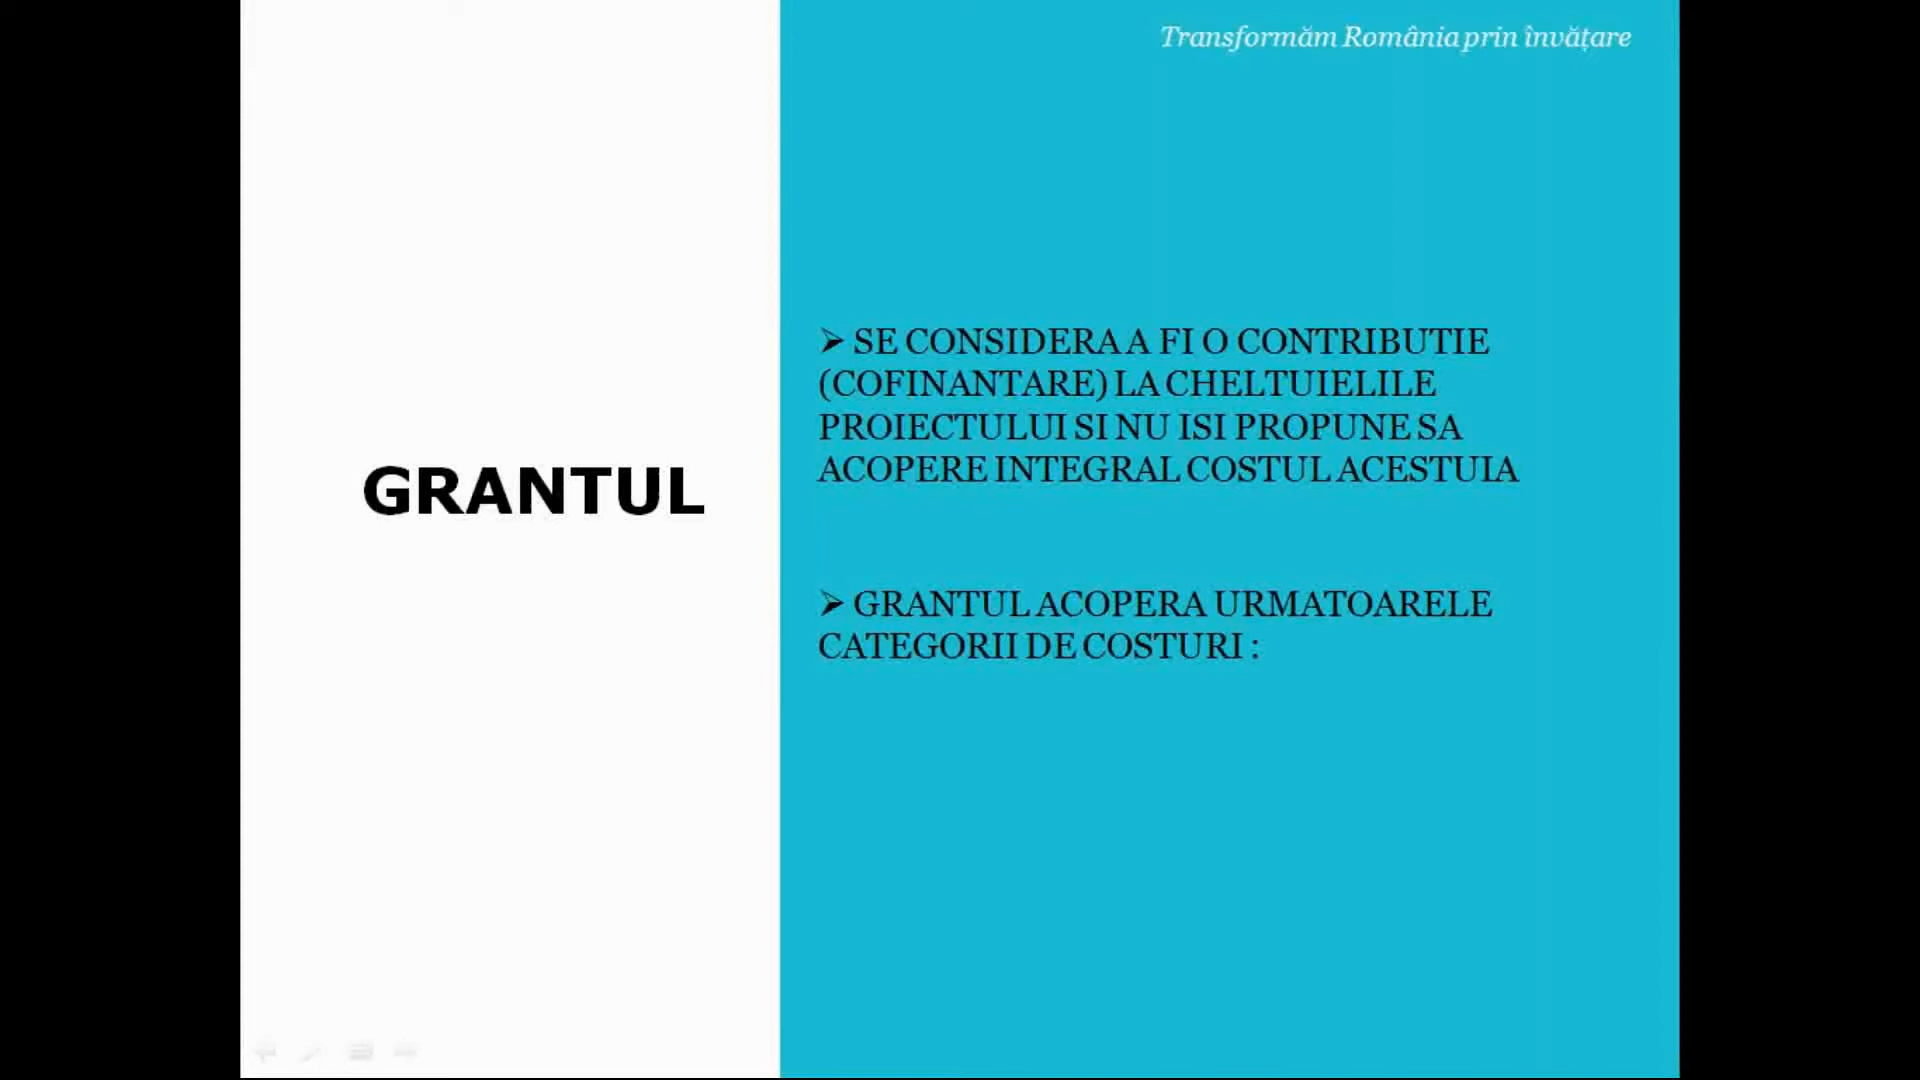 Transformăm România prin învățare
GRANTUL
➢ SE CONSIDERA A FI O CONTRIBUTIE
(COFINANTARE) LA CHELTUIELILE
PROIECTULUI SI NU ISI PROPUNE SA
ACOPERE INTEGRAL COSTUL ACESTUIA
➢ GRANTUL ACOPERA URMATOARELE
CATEGORII DE COSTURI :